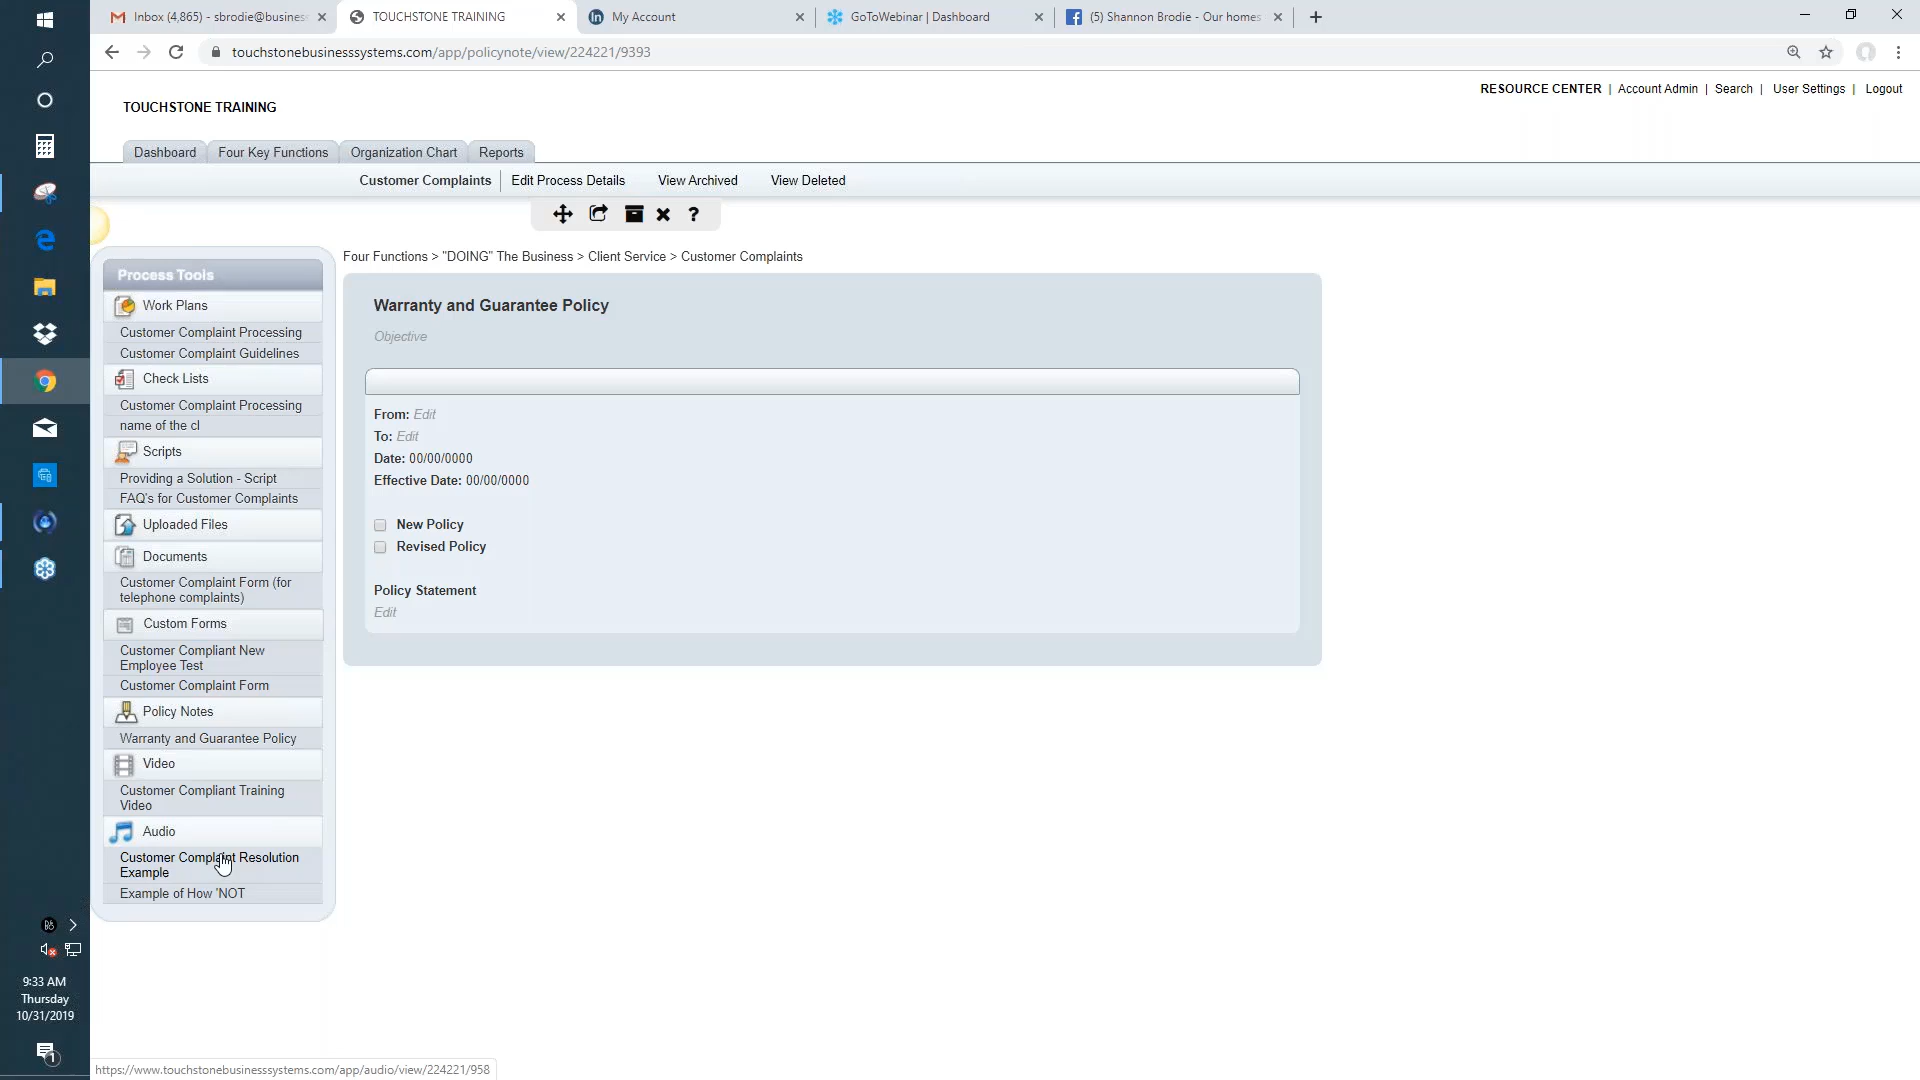 Inbox (4,865) - sbrodie@busines
TOUCHSTONE TRAINING
My Account
GoToWebinar | Dashboard
(5) Shannon Brodie - Our homes
touchstonebusinesssystems.com/app/policynote/view/224221/9393
RESOURCE CENTER | Account Admin | Search | User Settings | Logout
TOUCHSTONE TRAINING
Dashboard
Four Key Functions
Organization Chart
Reports
Customer Complaints
Edit Process Details
View Archived
View Deleted
Four Functions > "DOING" The Business > Client Service > Customer Complaints
Process Tools
Work Plans
Customer Complaint Processing
Customer Complaint Guidelines
Check Lists
Customer Complaint Processing
name of the cl
Scripts
Providing a Solution - Script
FAQ's for Customer Complaints
Uploaded Files
Documents
Customer Complaint Form (for
telephone complaints)
Custom Forms
Customer Compliant New
Employee Test
Customer Complaint Form
Policy Notes
Warranty and Guarantee Policy
Video
Customer Compliant Training
Video
Audio
Customer Complaint Resolution
Example
Example of How 'NOT
Warranty and Guarantee Policy
Objective
From: Edit
To: Edit
Date: 00/00/0000
Effective Date: 00/00/0000
New Policy
Revised Policy
Policy Statement
Edit
9:33 AM
Thursday
10/31/2019
1
https://www.touchstonebusinesssystems.com/app/audio/view/224221/958